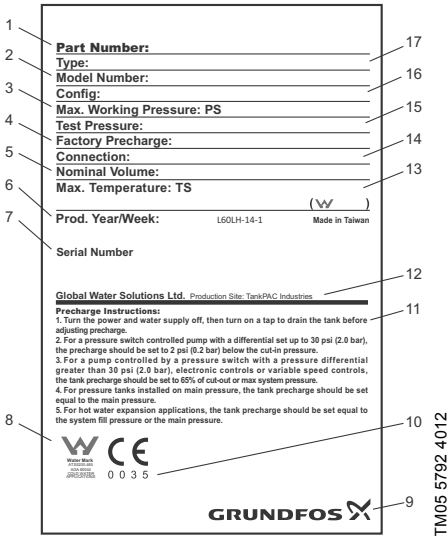 1
Part Number:
17
Type:
2
Model Number:
16
Config:
3
Max. Working Pressure: PS
15
Test Pressure:
4
Factory Precharge:
14
Connection:
5
Nominal Volume:
13
Max. Temperature: TS
(W )
6
Prod. Year/Week: L60LH-14-1 Made in Taiwan
7
Serial Number
12
Global Water Solutions Ltd. Production Site: TankPAC Industries
11
Precharge Instructions:
1. Turn the power and water supply off, then turn on a tap to drain the tank before
adjusting precharge.
2. For a pressure switch controlled pump with a differential set up to 30 psi (2.0 bar),
the precharge should be set to 2 psi (0.2 bar) below the cut-in pressure.
3. For a pump controlled by a pressure switch with a pressure differential
greater than 30 psi (2.0 bar), electronic controls or variable speed controls,
the tank precharge should be set to 65% of cut-out or max system pressure.
4. For pressure tanks installed on main pressure, the tank precharge should be set
equal to the main pressure.
5. For hot water expansion applications, the tank precharge should be set equal to
the system fill pressure or the main pressure.
8
10
W CE
Water Mark
COLD WATER
APPLICATIONS
0 0 3 5
9
GRUNDFOS X
TM05 5792 4012